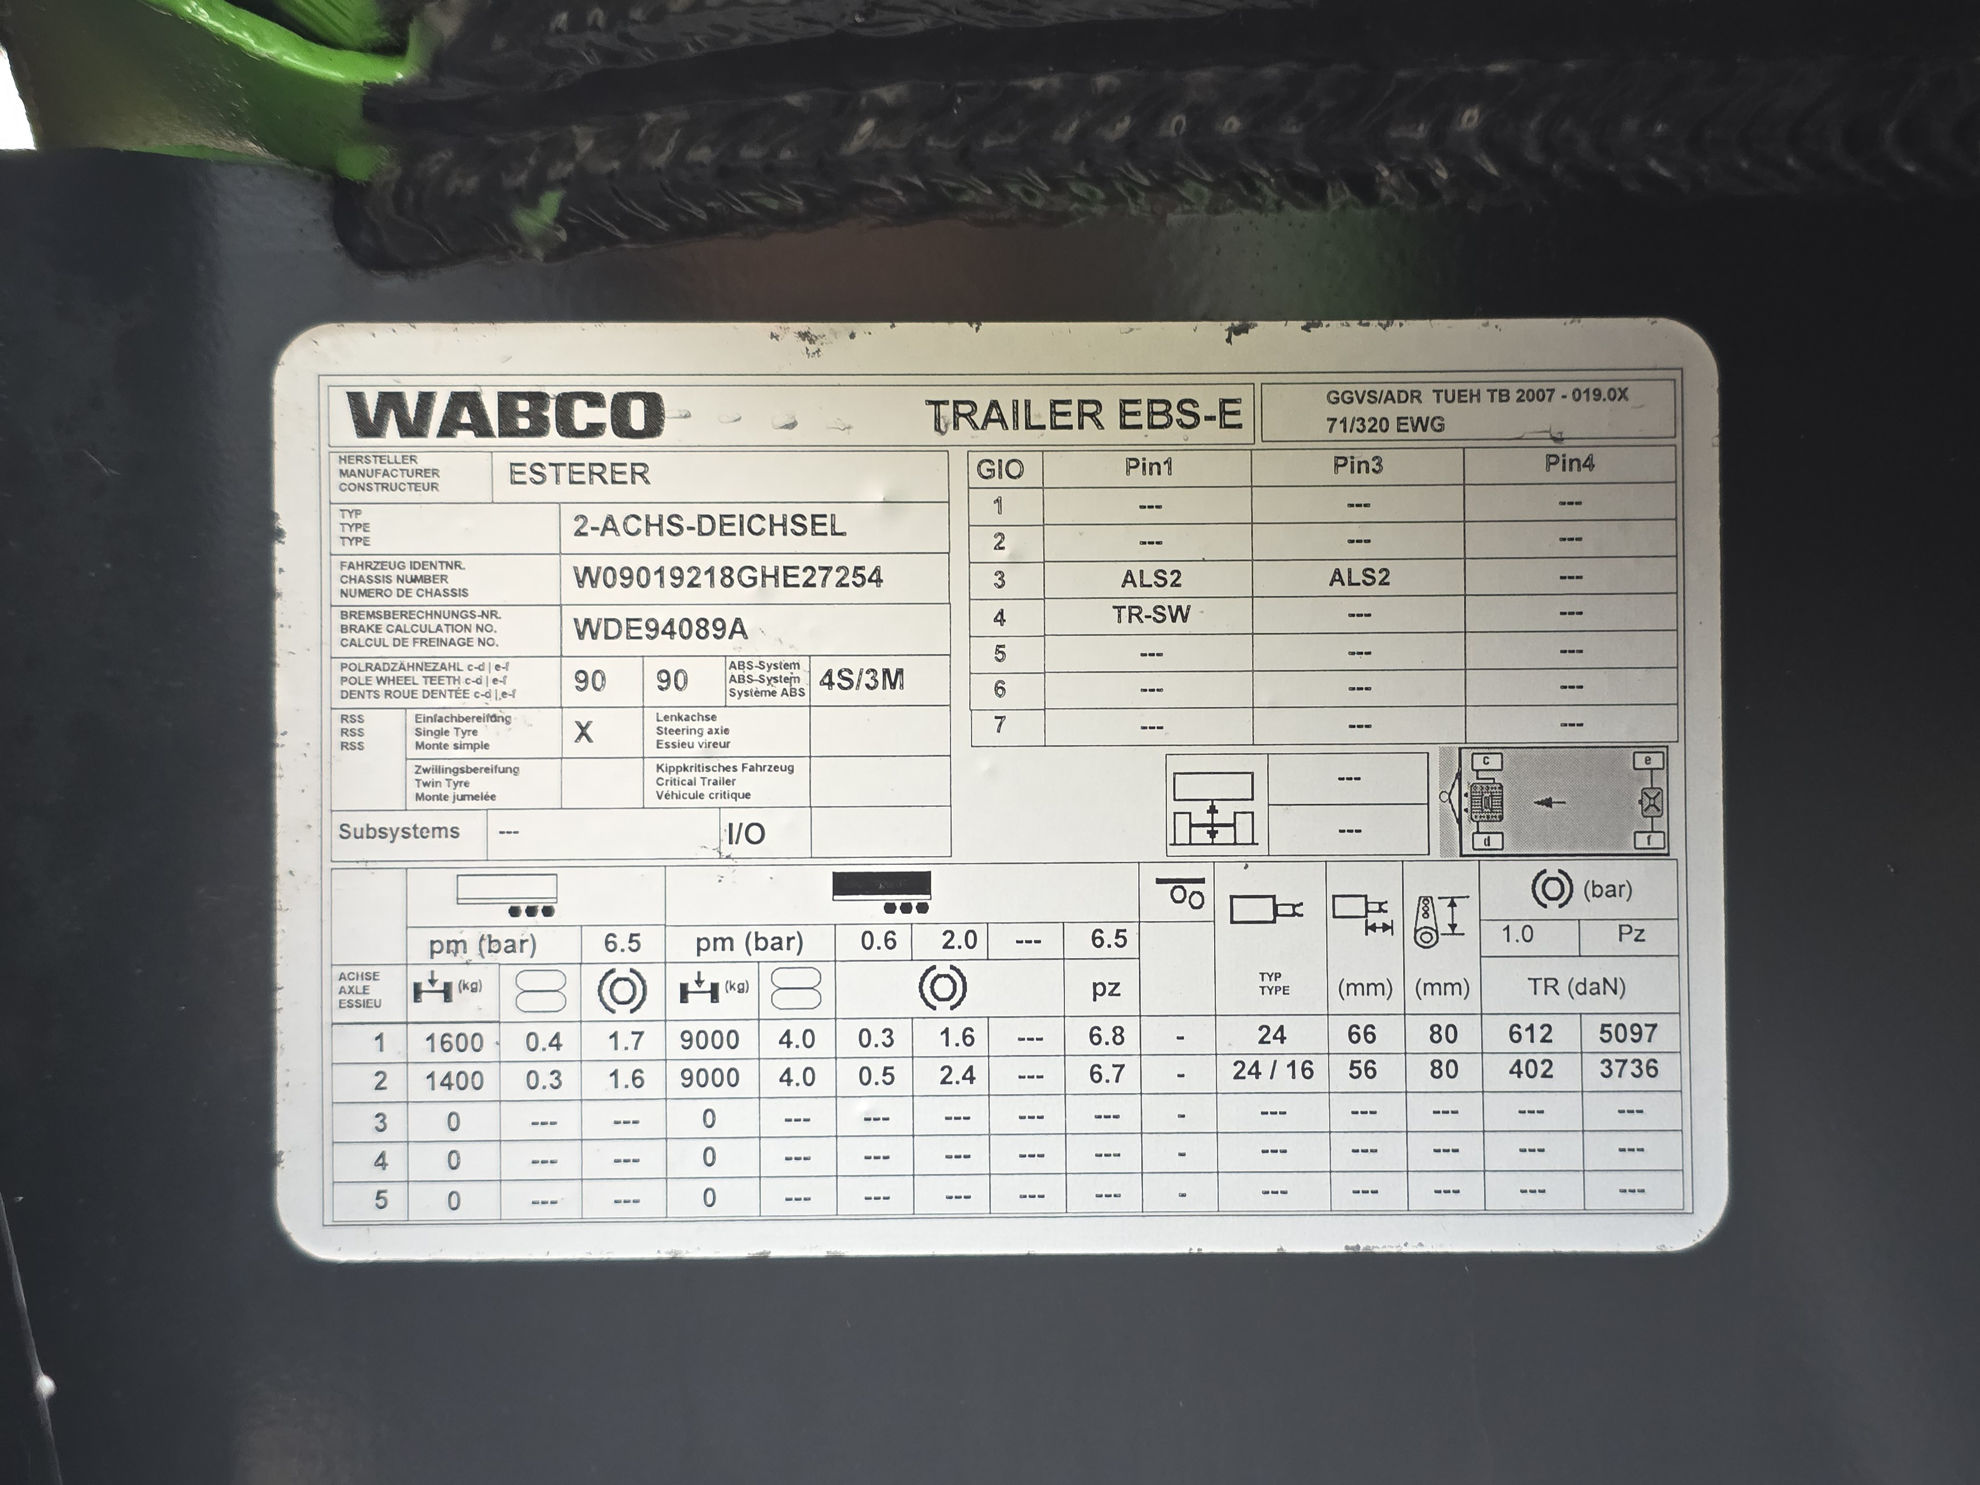 WABCO TRAILER EBS-E
GGVS/ADR TUEH TB 2007 - 019.0X
71/320 EWG
HERSTELLER
MANUFACTURER
CONSTRUCTEUR
ESTERER
TYP
TYPE
TYPE
2-ACHS-DEICHSEL
FAHRZEUG IDENTNR.
CHASSIS NUMBER
NUMERO DE CHASSIS
W09019218GHE27254
BREMSBERECHNUNGS-NR.
BRAKE CALCULATION NO.
CALCUL DE FREINAGE NO.
WDE94089A
POLRADZÄHNEZAHL c-d | e-f
POLE WHEEL TEETH c-d | e-f
DENTS ROUE DENTÉE c-d | e-f
90 90
ABS-System
ABS-System
Système ABS
4S/3M
RSS
RSS
RSS
Einfachbereifung
Single Tyre
Monte simple
X
Lenkachse
Steering axle
Essieu vireur
Zwillingsbereifung
Twin Tyre
Monte jumelée
Kippkritisches Fahrzeug
Critical Trailer
Véhicule critique
Subsystems --- I/O
GIO Pin1 Pin3 Pin4
1 --- --- ---
2 --- --- ---
3 ALS2 ALS2 ---
4 TR-SW --- ---
5 --- --- ---
6 --- --- ---
7 --- --- ---
---
---
c e
d f
(bar)
pm (bar) 6.5 pm (bar) 0.6 2.0 --- 6.5 1.0 Pz
ACHSE
AXLE
ESSIEU
(kg) (kg) pz
TYP
TYPE
(mm) (mm) TR (daN)
1 1600 0.4 1.7 9000 4.0 0.3 1.6 --- 6.8 - 24 66 80 612 5097
2 1400 0.3 1.6 9000 4.0 0.5 2.4 --- 6.7 - 24 / 16 56 80 402 3736
3 0 --- --- 0 --- --- --- --- --- - --- --- --- --- ---
4 0 --- --- 0 --- --- --- --- --- - --- --- --- --- ---
5 0 --- --- 0 --- --- --- --- --- - --- --- --- --- ---